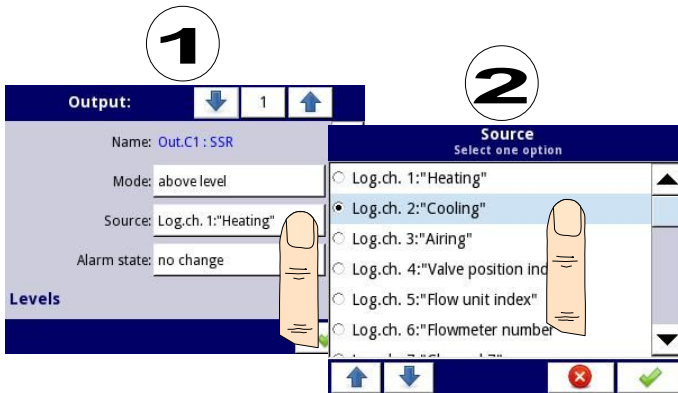 1
Output: 1
Name: Out.C1 : SSR
Mode: above level
Source: Log.ch. 1:"Heating"
Alarm state: no change
Levels
2
Source
Select one option
Log.ch. 1:"Heating"
Log.ch. 2:"Cooling"
Log.ch. 3:"Airing"
Log.ch. 4:"Valve position
Log.ch. 5:"Flow unit index"
Log.ch. 6:"Flowmeter number"